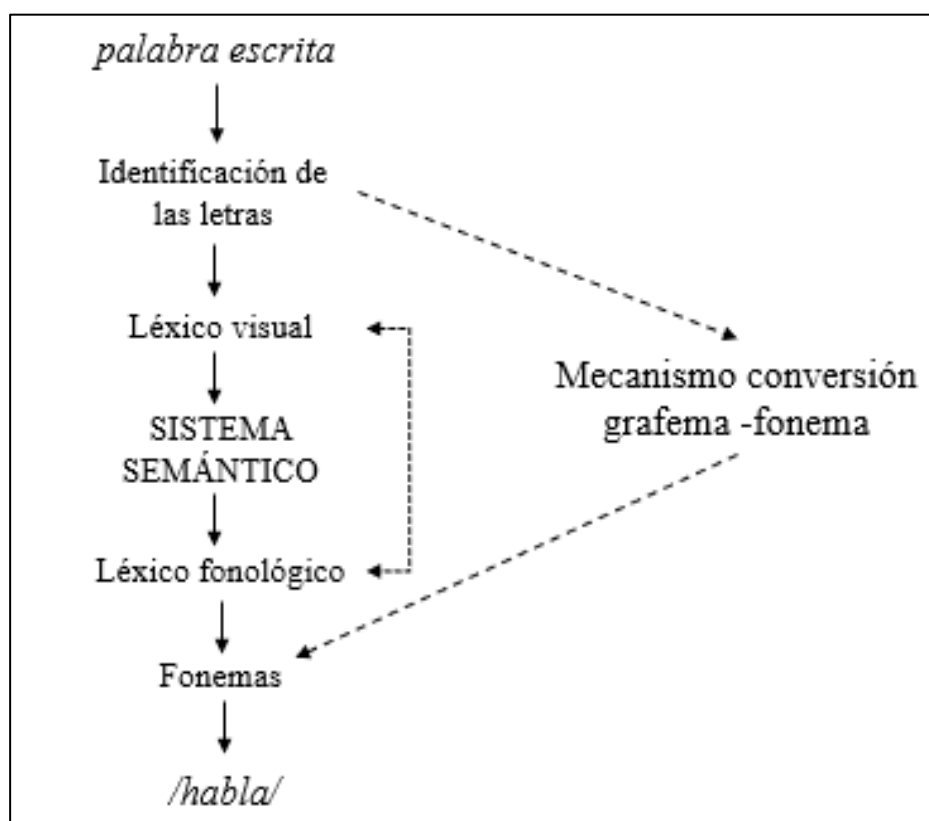 palabra escrita
Identificación de
las letras
Léxico visual
Mecanismo conversión
grafema -fonema
SISTEMA
SEMÁNTICO
Léxico fonológico
Fonemas
/habla/